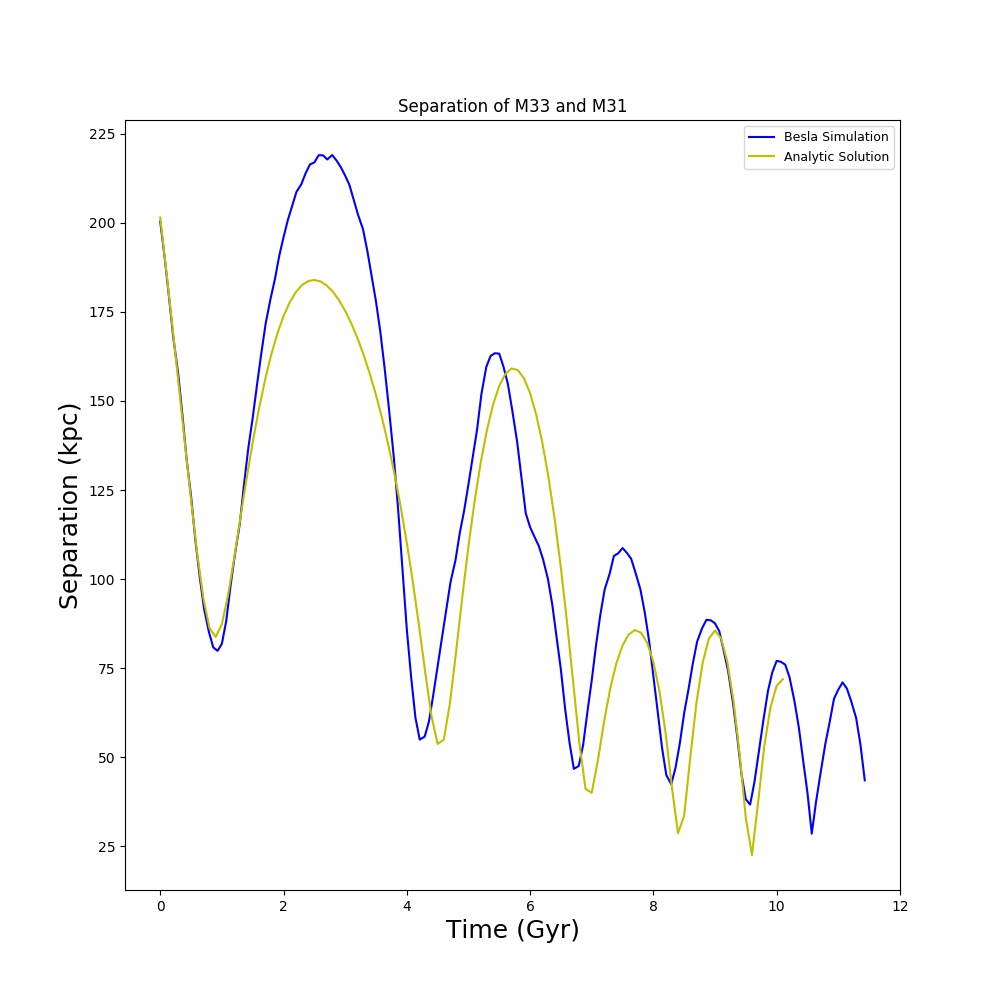 Separation of M33 and M31
Besla Simulation
Analytic Solution
225
200
175
150
125
100
75
50
25
Separation (kpc)
0 2 4 6 8 10 12
Time (Gyr)